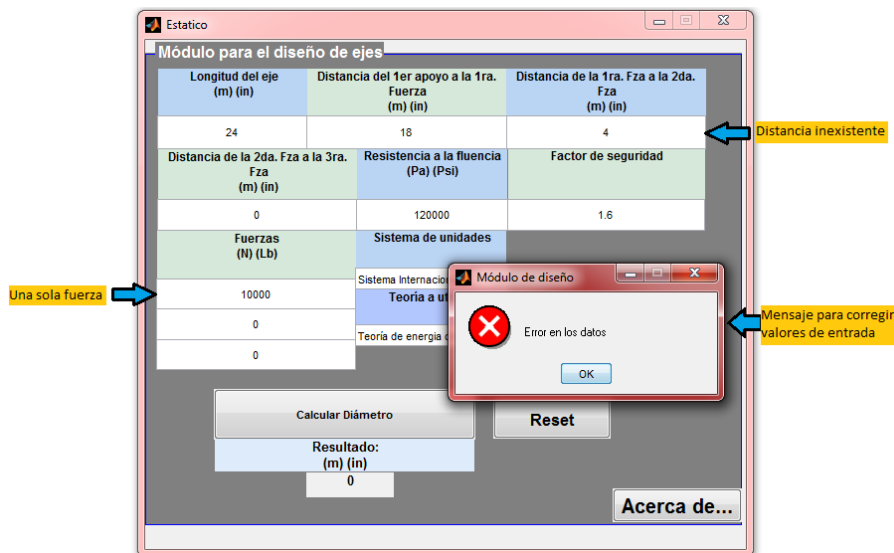 Estatico
Módulo para el diseño de ejes
Longitud del eje
(m) (in)
Distancia del 1er apoyo a la 1ra.
Fuerza
(m) (in)
Distancia de la 1ra. Fza a la 2da.
Fza
(m) (in)
24
18
4
Distancia inexistente
Distancia de la 2da. Fza a la 3ra.
Fza
(m) (in)
Resistencia a la fluencia
(Pa) (Psi)
Factor de seguridad
0
120000
1.6
Fuerzas
(N) (Lb)
Sistema de unidades
Sistema Internacion
Una sola fuerza
10000
Teoría a ut
0
Teoría de energia
0
Módulo de diseño
Error en los datos
OK
Mensaje para corregir
valores de entrada
Calcular Diámetro
Reset
Resultado:
(m) (in)
0
Acerca de...